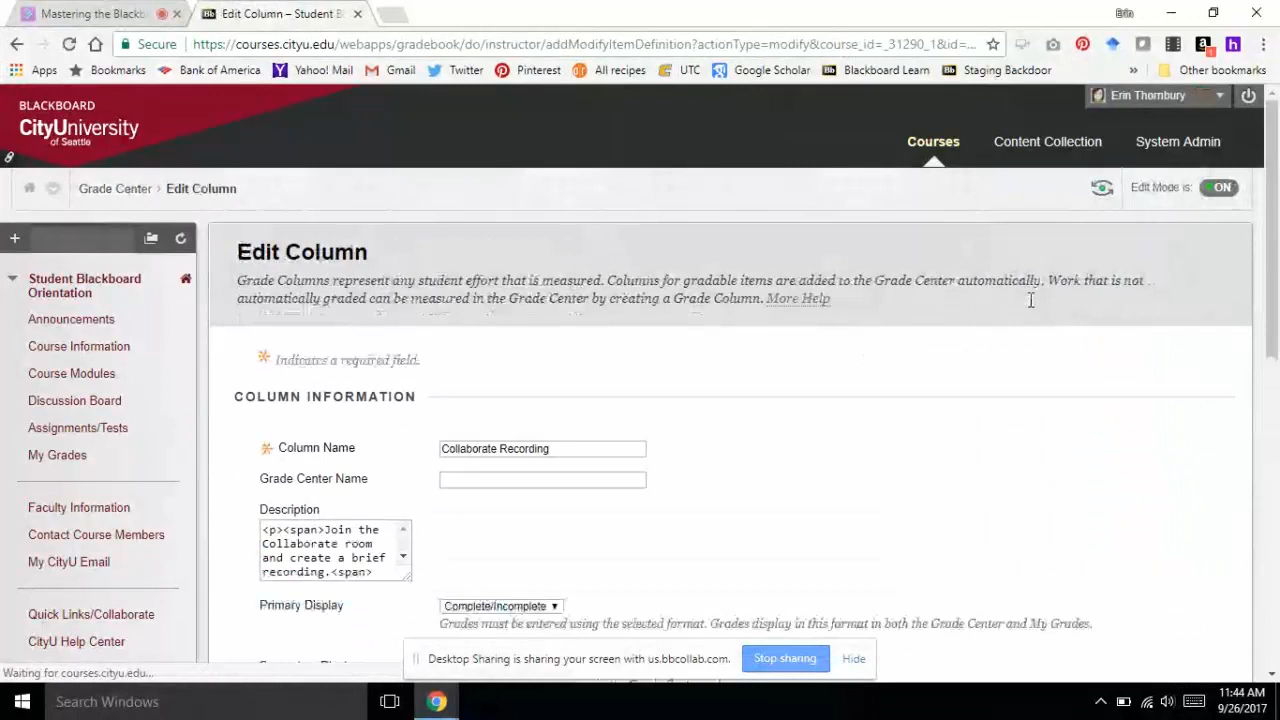 Mastering the Blackb
Edit Column – Student B
Erin
Secure
https://courses.cityu.edu/webapps/gradebook/do/instructor/addModifyItemDefinition?actionType=modify&course_id=_31290_1&id=...
Apps Bookmarks Bank of America Yahoo! Mail Gmail Twitter Pinterest All recipes UTC Google Scholar Blackboard Learn Staging Backdoor » Other bookmarks
BLACKBOARD
CityUniversity
of Seattle
Erin Thornbury
Courses Content Collection System Admin
Grade Center > Edit Column
Edit Mode is: ON
Student Blackboard
Orientation
Announcements
Course Information
Course Modules
Discussion Board
Assignments/Tests
My Grades
Faculty Information
Contact Course Members
My CityU Email
Quick Links/Collaborate
CityU Help Center
Edit Column
Grade Columns represent any student effort that is measured. Columns for gradable items are added to the Grade Center automatically. Work that is not
automatically graded can be measured in the Grade Center by creating a Grade Column. More Help
Indicates a required field.
COLUMN INFORMATION
Column Name Collaborate Recording
Grade Center Name
Description
<p><span>Join the
Collaborate room
and create a brief
recording.<span>
Primary Display Complete/Incomplete
Grades must be entered using the selected format. Grades display in this format in both the Grade Center and My Grades.
Desktop Sharing is sharing your screen with us.bbcollab.com. Stop sharing Hide
Waiting for courses.cityu.edu...
Search Windows
11:44 AM
9/26/2017